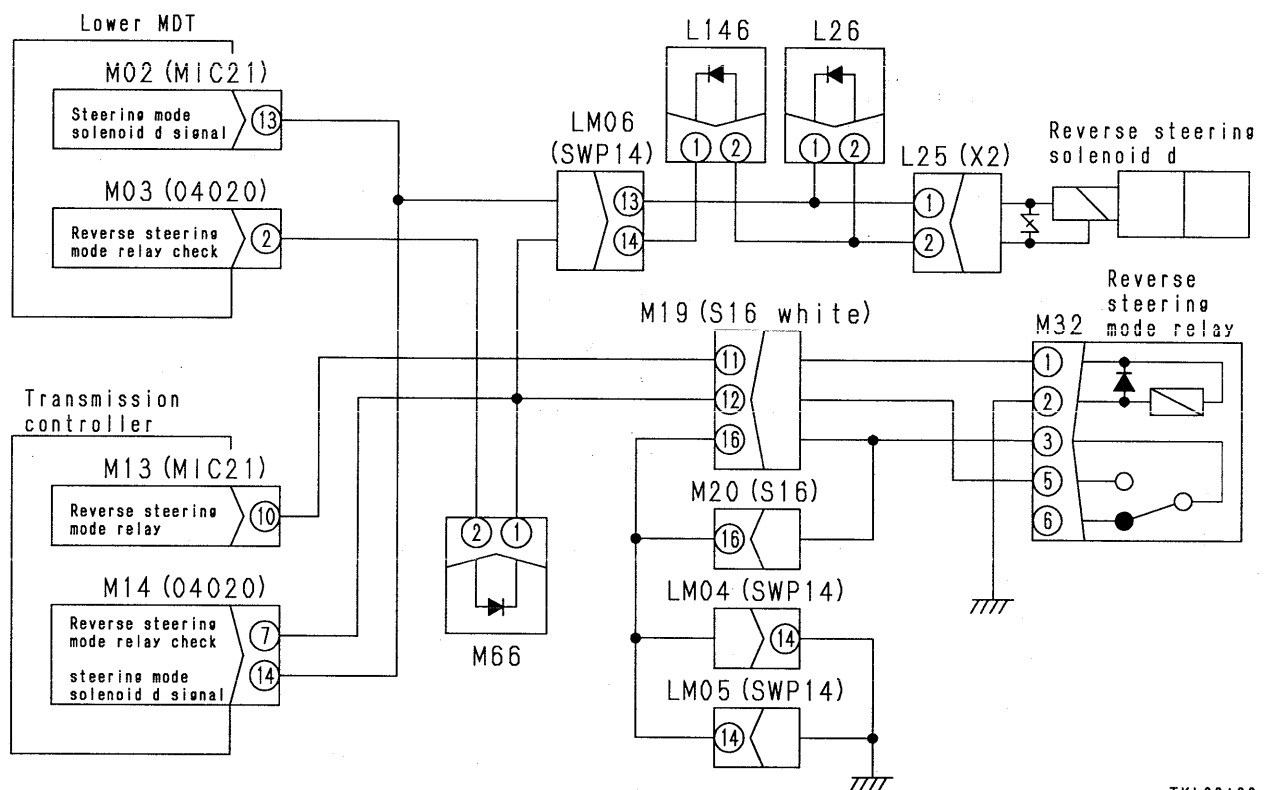 Lower MDT
M02 (MIC21)
Steering mode
solenoid d signal
13
M03 (04020)
Reverse steering
mode relay check
2
Transmission
controller
M13 (MIC21)
Reverse steering
mode relay
10
M14 (04020)
Reverse steering
mode relay check
7
steering mode
solenoid d signal
14
2 1
M66
LM06
(SWP14)
13
14
L146
1 2
L26
1 2
L25 (X2)
1
2
Reverse steering
solenoid d
M19 (S16 white)
11
12
16
M20 (S16)
16
LM04 (SWP14)
14
LM05 (SWP14)
14
Reverse
steering
mode relay
M32
1
2
3
5
6